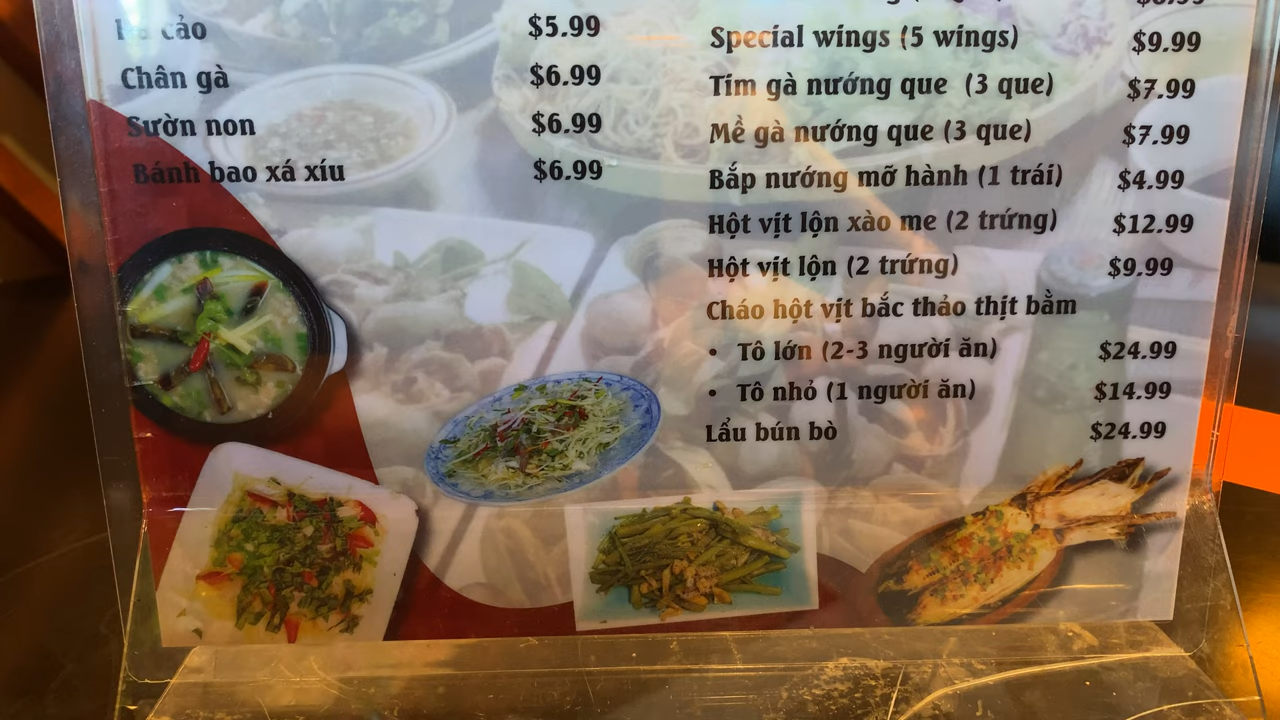 cảo $5.99
Chân gà $6.99
Sườn non $6.99
Bánh bao xá xíu $6.99
Special wings (5 wings) $9.99
Tim gà nướng que (3 que) $7.99
Mề gà nướng que (3 que) $7.99
Bắp nướng mỡ hành (1 trái) $4.99
Hột vịt lộn xào me (2 trứng) $12.99
Hột vịt lộn (2 trứng) $9.99
Cháo hột vịt bắc thảo thịt bằm
• Tô lớn (2-3 người ăn) $24.99
• Tô nhỏ (1 người ăn) $14.99
Lẩu bún bò $24.99